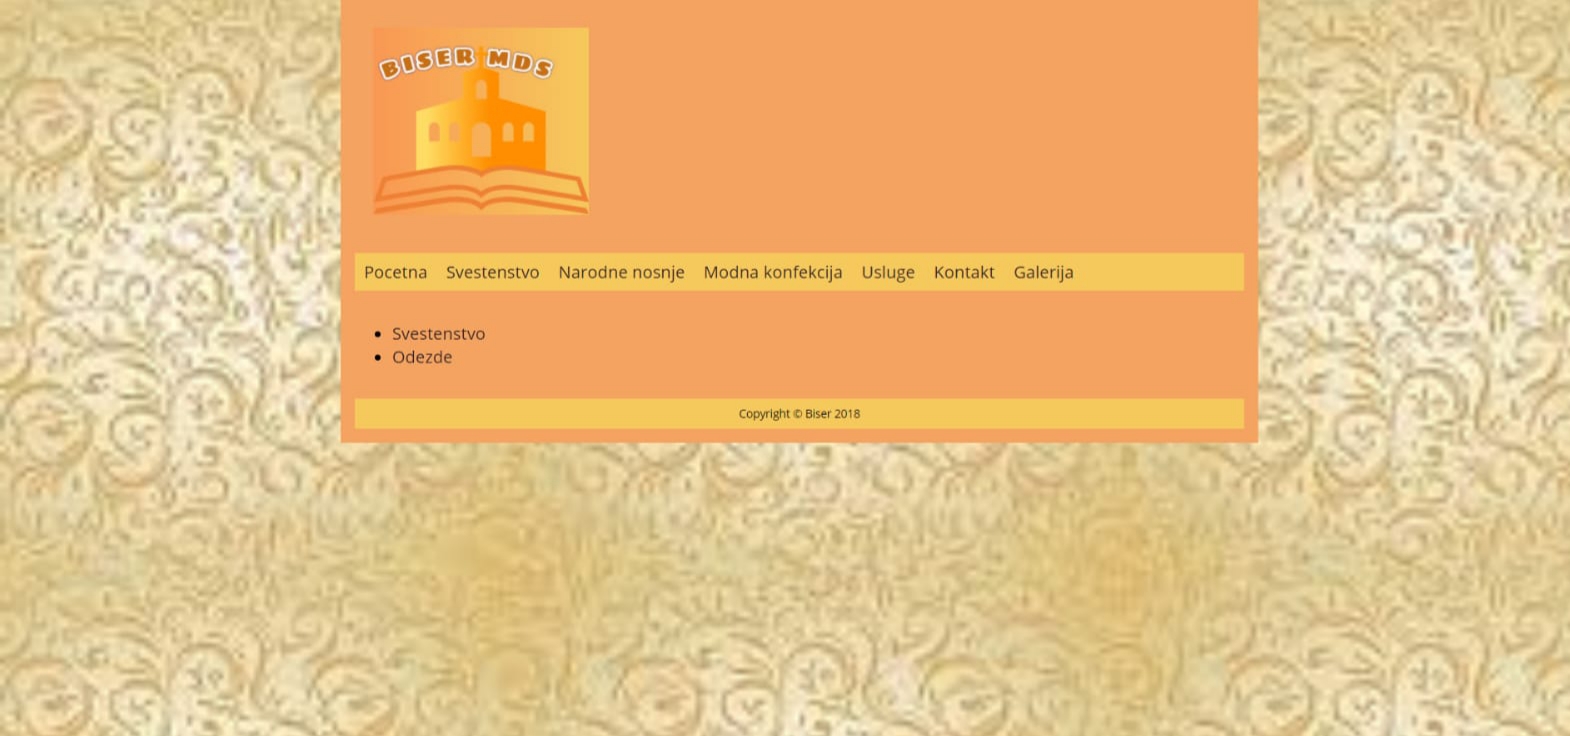 BISER MDS
Pocetna Svestenstvo Narodne nosnje Modna konfekcija Usluge Kontakt Galerija
Svestenstvo
Odezde
Copyright © Biser 2018